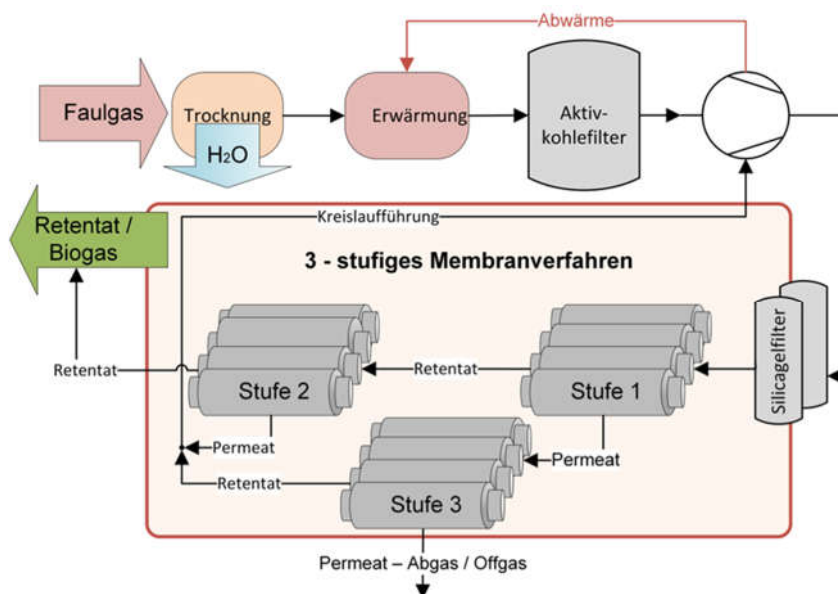 Abwärme
Faulgas
Trocknung
H₂O
Erwärmung
Aktiv-
kohlefilter
Kreislaufführung
Retentat /
Biogas
3 - stufiges Membranverfahren
Silicagelfilter
Retentat
Retentat
Stufe 2
Stufe 1
Permeat
Permeat
Retentat
Stufe 3
Permeat – Abgas / Offgas